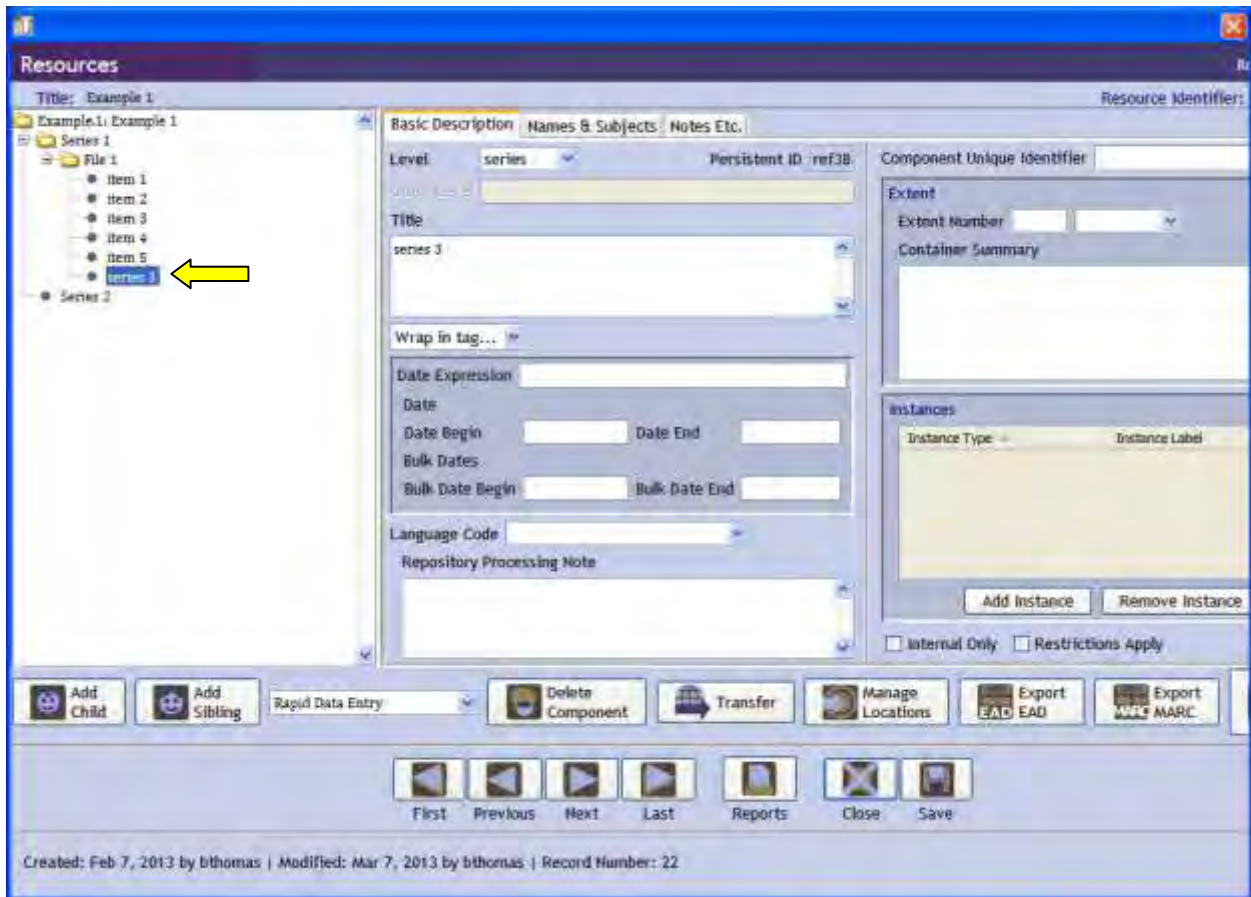 Resources
Title: Example 1
Resource Identifier:
Example.1: Example 1
Series 1
File 1
item 1
item 2
item 3
item 4
item 5
series 3
Series 2
Basic Description Names & Subjects Notes Etc.
Level series Persistent ID ref38
Title
series 3
Wrap in tag...
Date Expression
Date
Date Begin Date End
Bulk Dates
Bulk Date Begin Bulk Date End
Language Code
Repository Processing Note
Component Unique Identifier
Extent
Extent Number
Container Summary
Instances
Instance Type Instance Label
Add Instance Remove Instance
Internal Only Restrictions Apply
Add Child
Add Sibling
Rapid Data Entry
Delete Component
Transfer
Manage Locations
EAD Export EAD
MARC Export MARC
First Previous Next Last Reports Close Save
Created: Feb 7, 2013 by bthomas | Modified: Mar 7, 2013 by bthomas | Record Number: 22